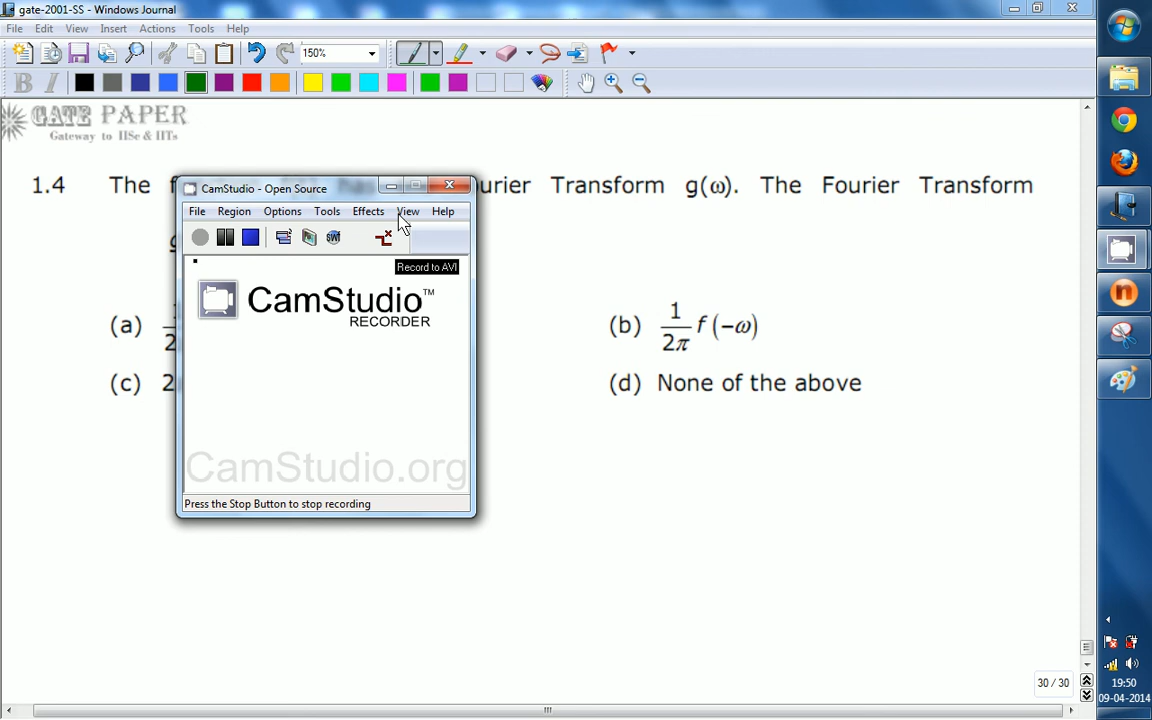 gate-2001-SS - Windows Journal
File Edit View Insert Actions Tools Help
150%
B I
GATE PAPER
Gateway to IISc & IITs
1.4 The urier Transform g(ω). The Fourier Transform
CamStudio - Open Source
File Region Options Tools Effects View Help
SWF
Record to AVI
CamStudio™
RECORDER
(a) (b) 1/2π f(−ω)
(c) 2 (d) None of the above
CamStudio.org
Press the Stop Button to stop recording
30 / 30
19:50
09-04-2014